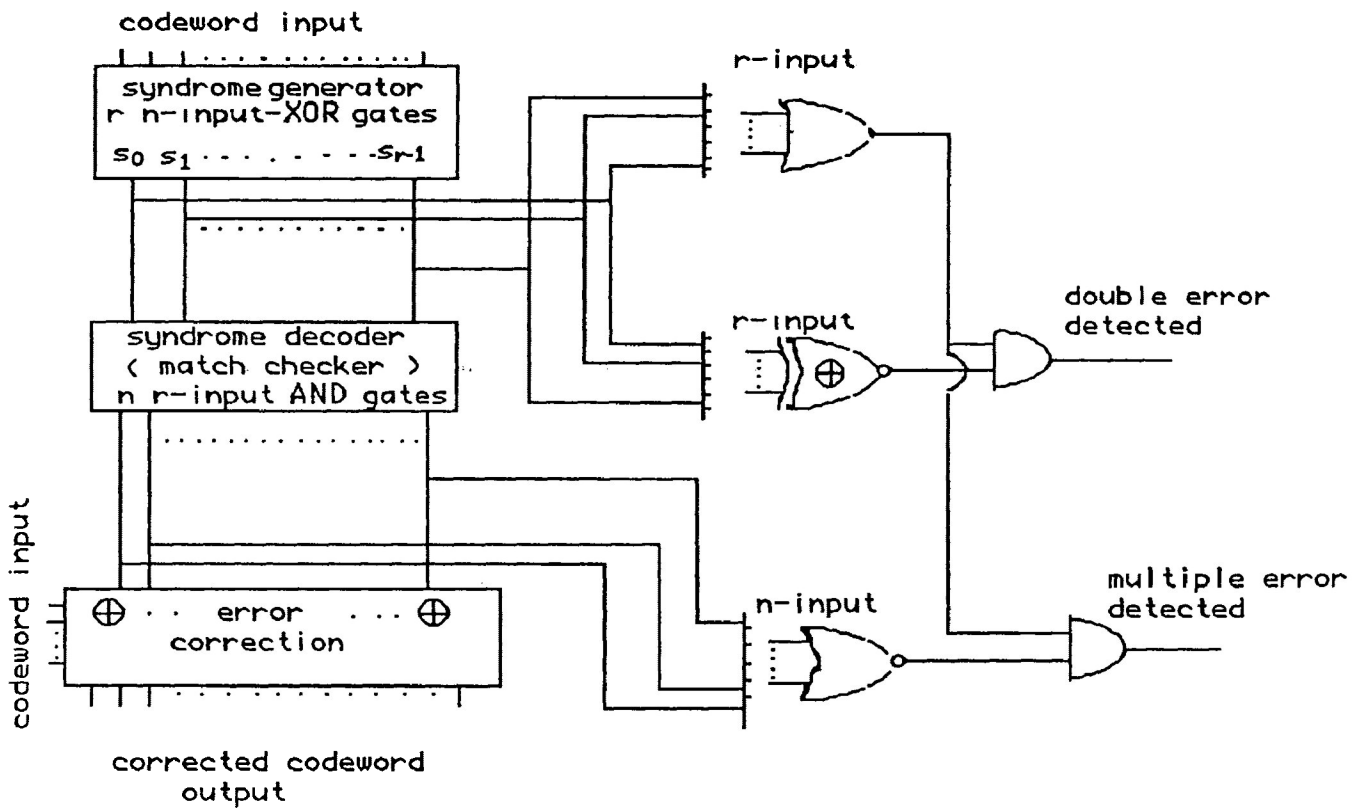 codeword input
syndrome generator
r n-input-XOR gates
s0 s1 sr-1
syndrome decoder
( match checker )
n r-input AND gates
codeword input
error
correction
corrected codeword
output
r-input
r-input
n-input
double error
detected
multiple error
detected